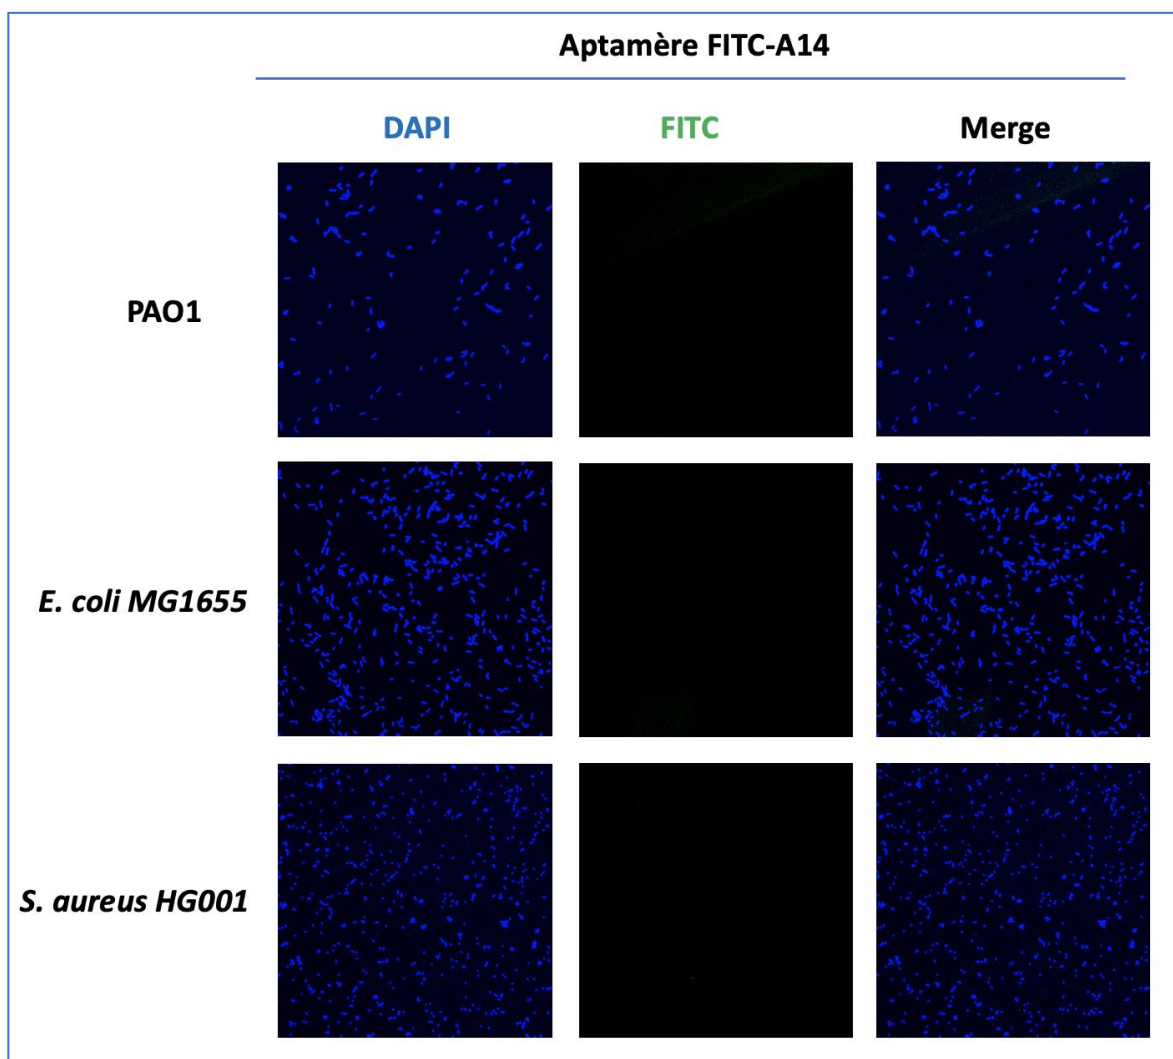 Aptamère FITC-A14
DAPI FITC Merge
PAO1
E. coli MG1655
S. aureus HG001